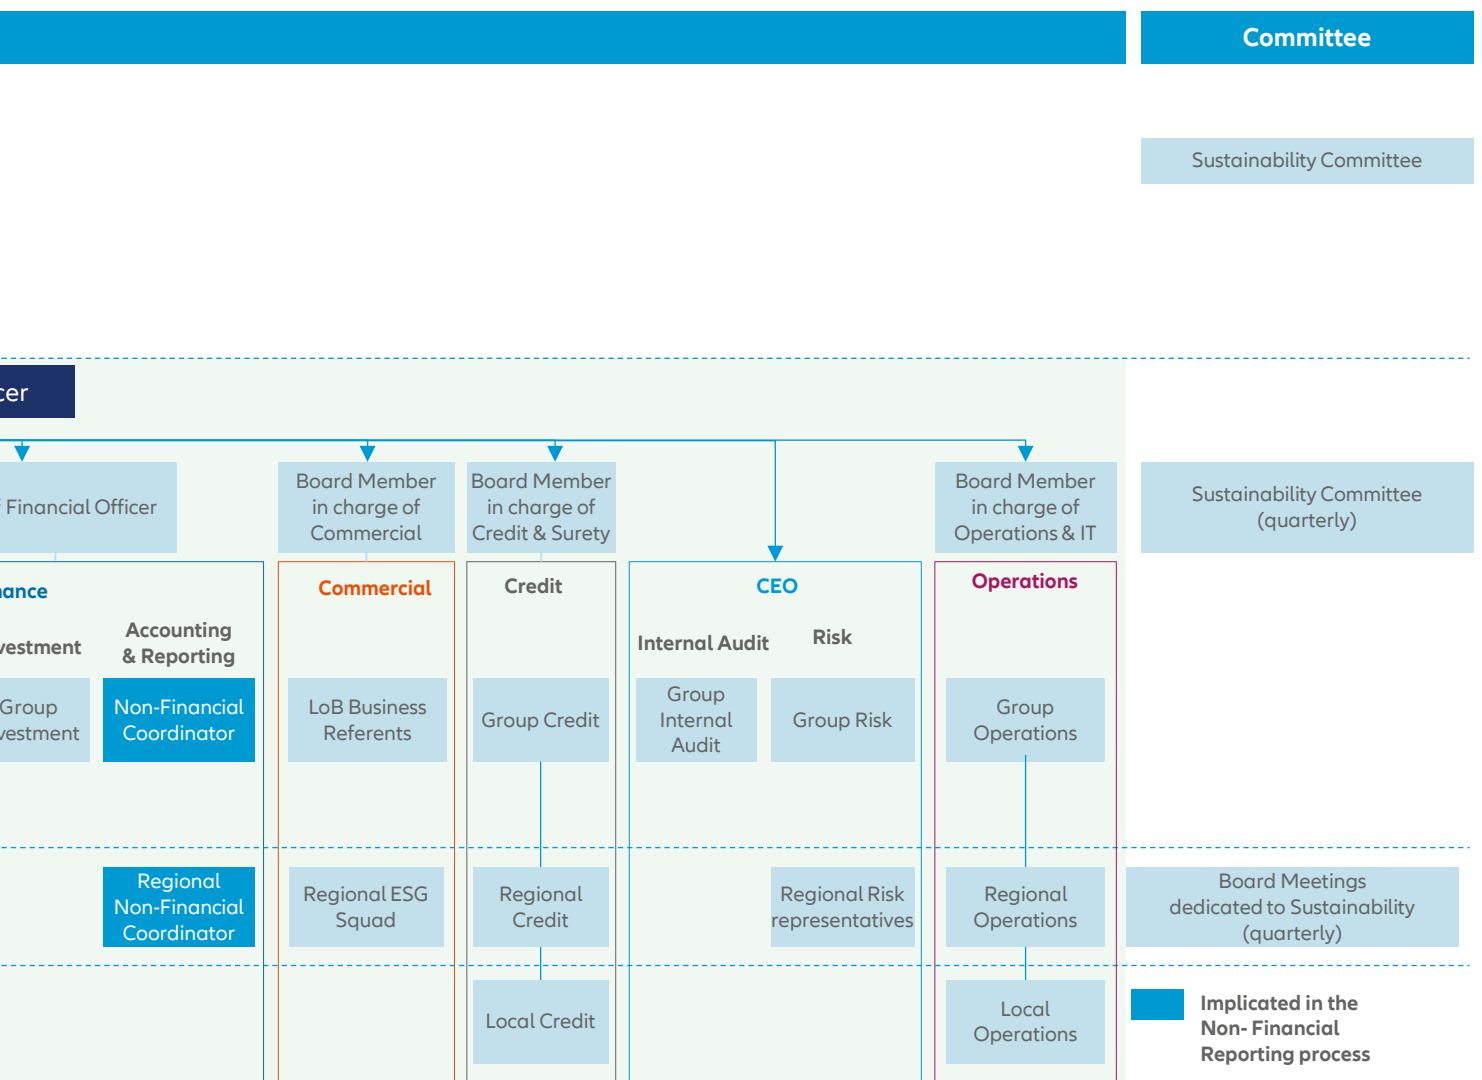 Committee
Sustainability Committee
cer
Financial Officer
Board Member
in charge of
Commercial
Board Member
in charge of
Credit & Surety
Board Member
in charge of
Operations & IT
Sustainability Committee
(quarterly)
nance
Commercial
Credit
CEO
Operations
vestment
Accounting
& Reporting
Internal Audit
Risk
Group
vestment
Non-Financial
Coordinator
LoB Business
Referents
Group Credit
Group
Internal
Audit
Group Risk
Group
Operations
Regional
Non-Financial
Coordinator
Regional ESG
Squad
Regional
Credit
Regional Risk
representatives
Regional
Operations
Board Meetings
dedicated to Sustainability
(quarterly)
Local Credit
Local
Operations
Implicated in the
Non- Financial
Reporting process